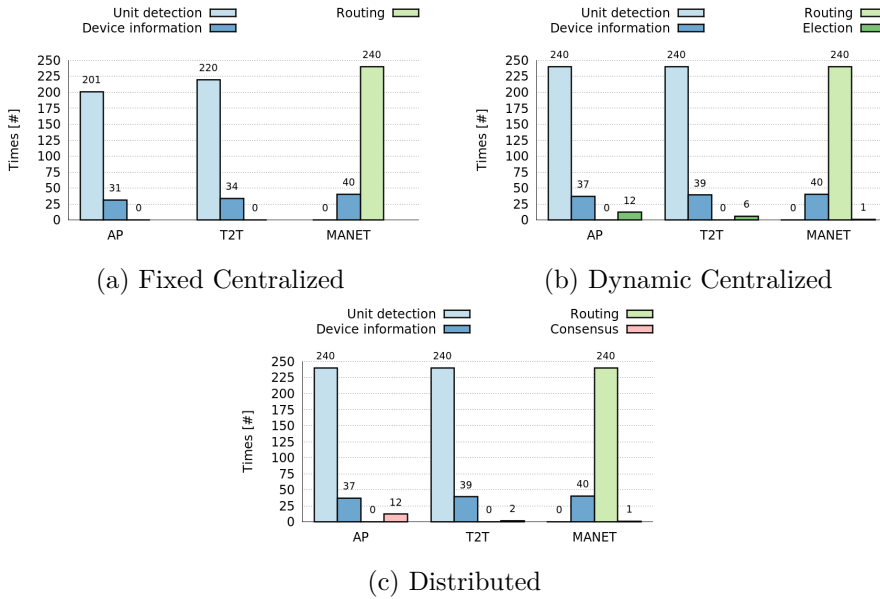 Unit detection
Device information
Routing
Times [#]
250
225
200
175
150
125
100
75
50
25
0
201
31
0
220
34
0
0
40
240
AP
T2T
MANET
(a) Fixed Centralized
Unit detection
Device information
Routing
Election
Times [#]
250
225
200
175
150
125
100
75
50
25
0
240
37
0
12
240
39
0
6
0
40
240
1
AP
T2T
MANET
(b) Dynamic Centralized
Unit detection
Device information
Routing
Consensus
Times [#]
250
225
200
175
150
125
100
75
50
25
0
240
37
0
12
240
39
0
2
0
40
240
1
AP
T2T
MANET
(c) Distributed